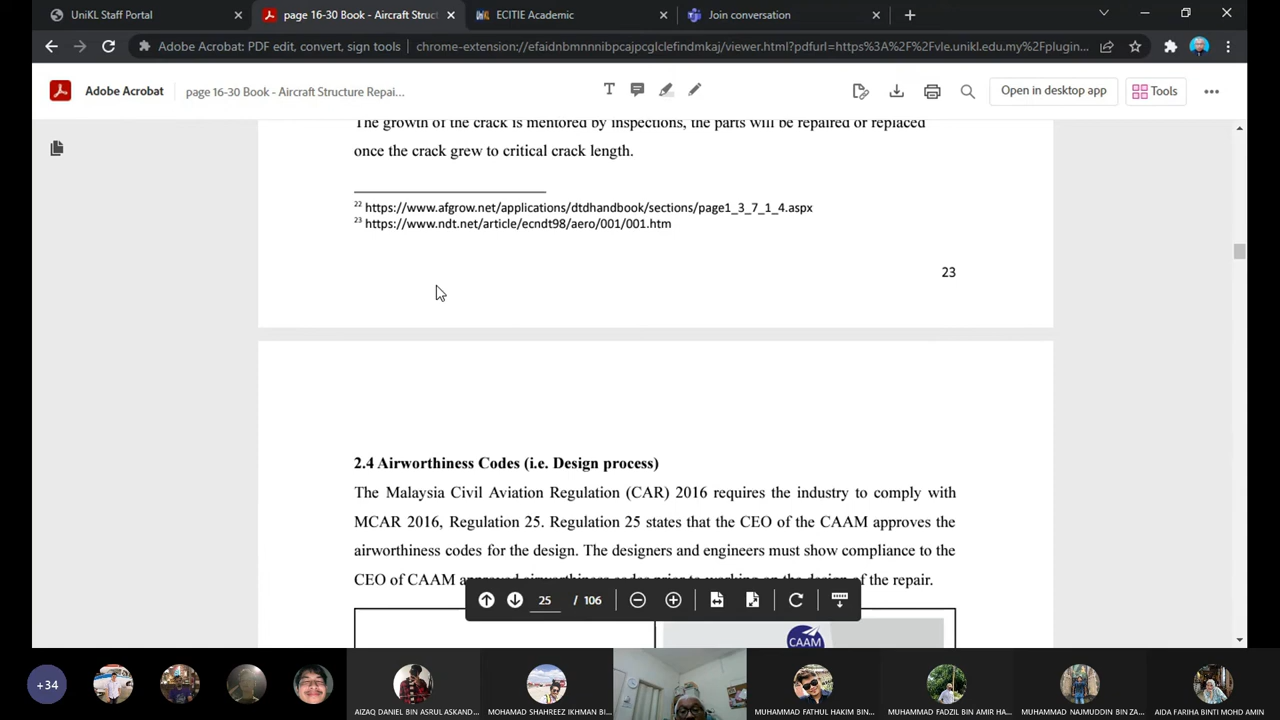 UniKL Staff Portal
page 16-30 Book - Aircraft Struct
ECITIE Academic
Join conversation
Adobe Acrobat: PDF edit, convert, sign tools
chrome-extension://efaidnbmnnnibpcajpcglclefindmkaj/viewer.html?pdfurl=https%3A%2F%2Fvle.unikl.edu.my%2Fplugin...
Adobe Acrobat
page 16-30 Book - Aircraft Structure Repai...
Open in desktop app
Tools
The growth of the crack is mentored by inspections, the parts will be repaired or replaced
once the crack grew to critical crack length.
22 https://www.afgrow.net/applications/dtdhandbook/sections/page1_3_7_1_4.aspx
23 https://www.ndt.net/article/ecndt98/aero/001/001.htm
23
2.4 Airworthiness Codes (i.e. Design process)
The Malaysia Civil Aviation Regulation (CAR) 2016 requires the industry to comply with
MCAR 2016, Regulation 25. Regulation 25 states that the CEO of the CAAM approves the
airworthiness codes for the design. The designers and engineers must show compliance to the
CEO of CAAM approved airworthiness codes prior to working on the design of the repair.
25 / 106
CAAM
+34
AIZAQ DANIEL BIN ASRUL ASKAND...
MOHAMAD SHAHREEZ IKHMAN BI...
MUHAMMAD FATHUL HAKIM BIN...
MUHAMMAD FADZIL BIN AMIR HA...
MUHAMMAD NAJMUDDIN BIN ZA...
AIDA FARIHA BINTI MOHD AMIN